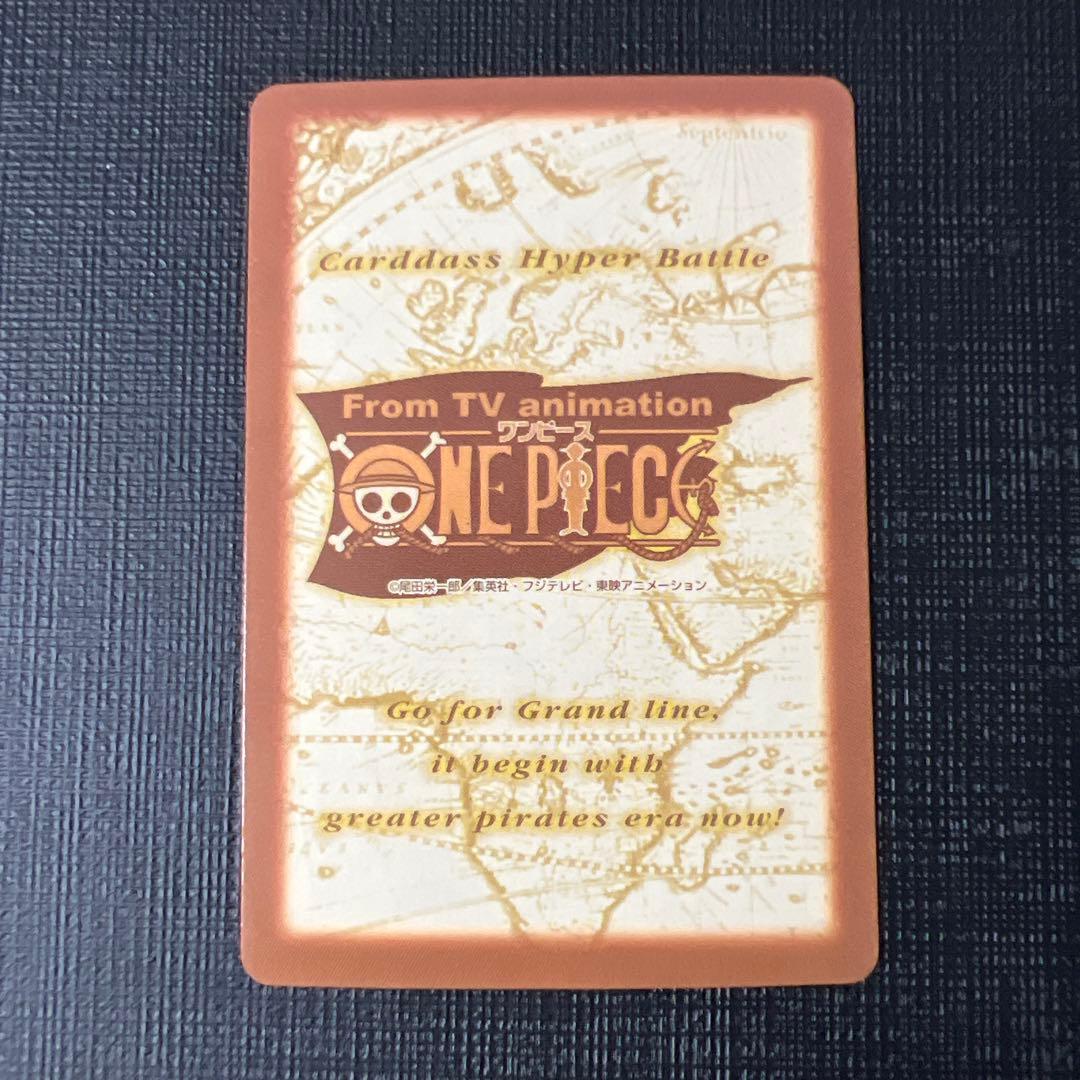 Septentrio
Carddass Hyper Battle
From TV animation
ワンピース
ONE PIECE
©尾田栄一郎／集英社・フジテレビ・東映アニメーション
Go for Grand line,
it begin with
greater pirates era now!